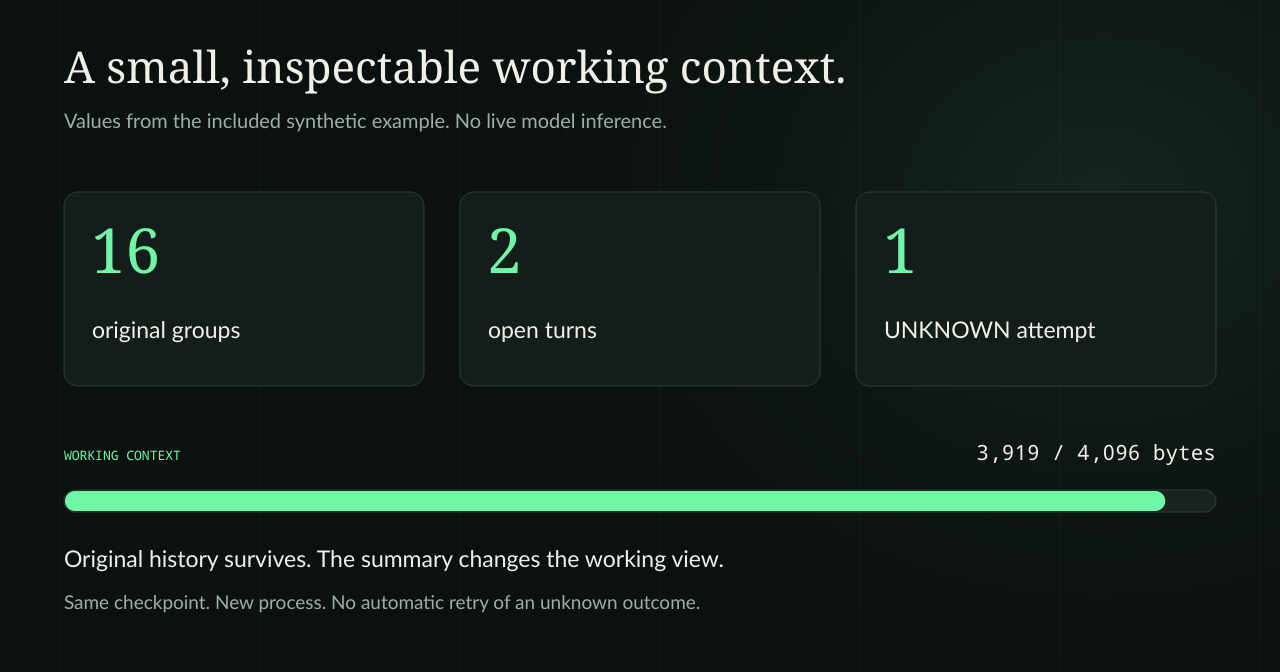 A small, inspectable working context.
Values from the included synthetic example. No live model inference.
16
original groups
2
open turns
1
UNKNOWN attempt
WORKING CONTEXT
3,919 / 4,096 bytes
Original history survives. The summary changes the working view.
Same checkpoint. New process. No automatic retry of an unknown outcome.